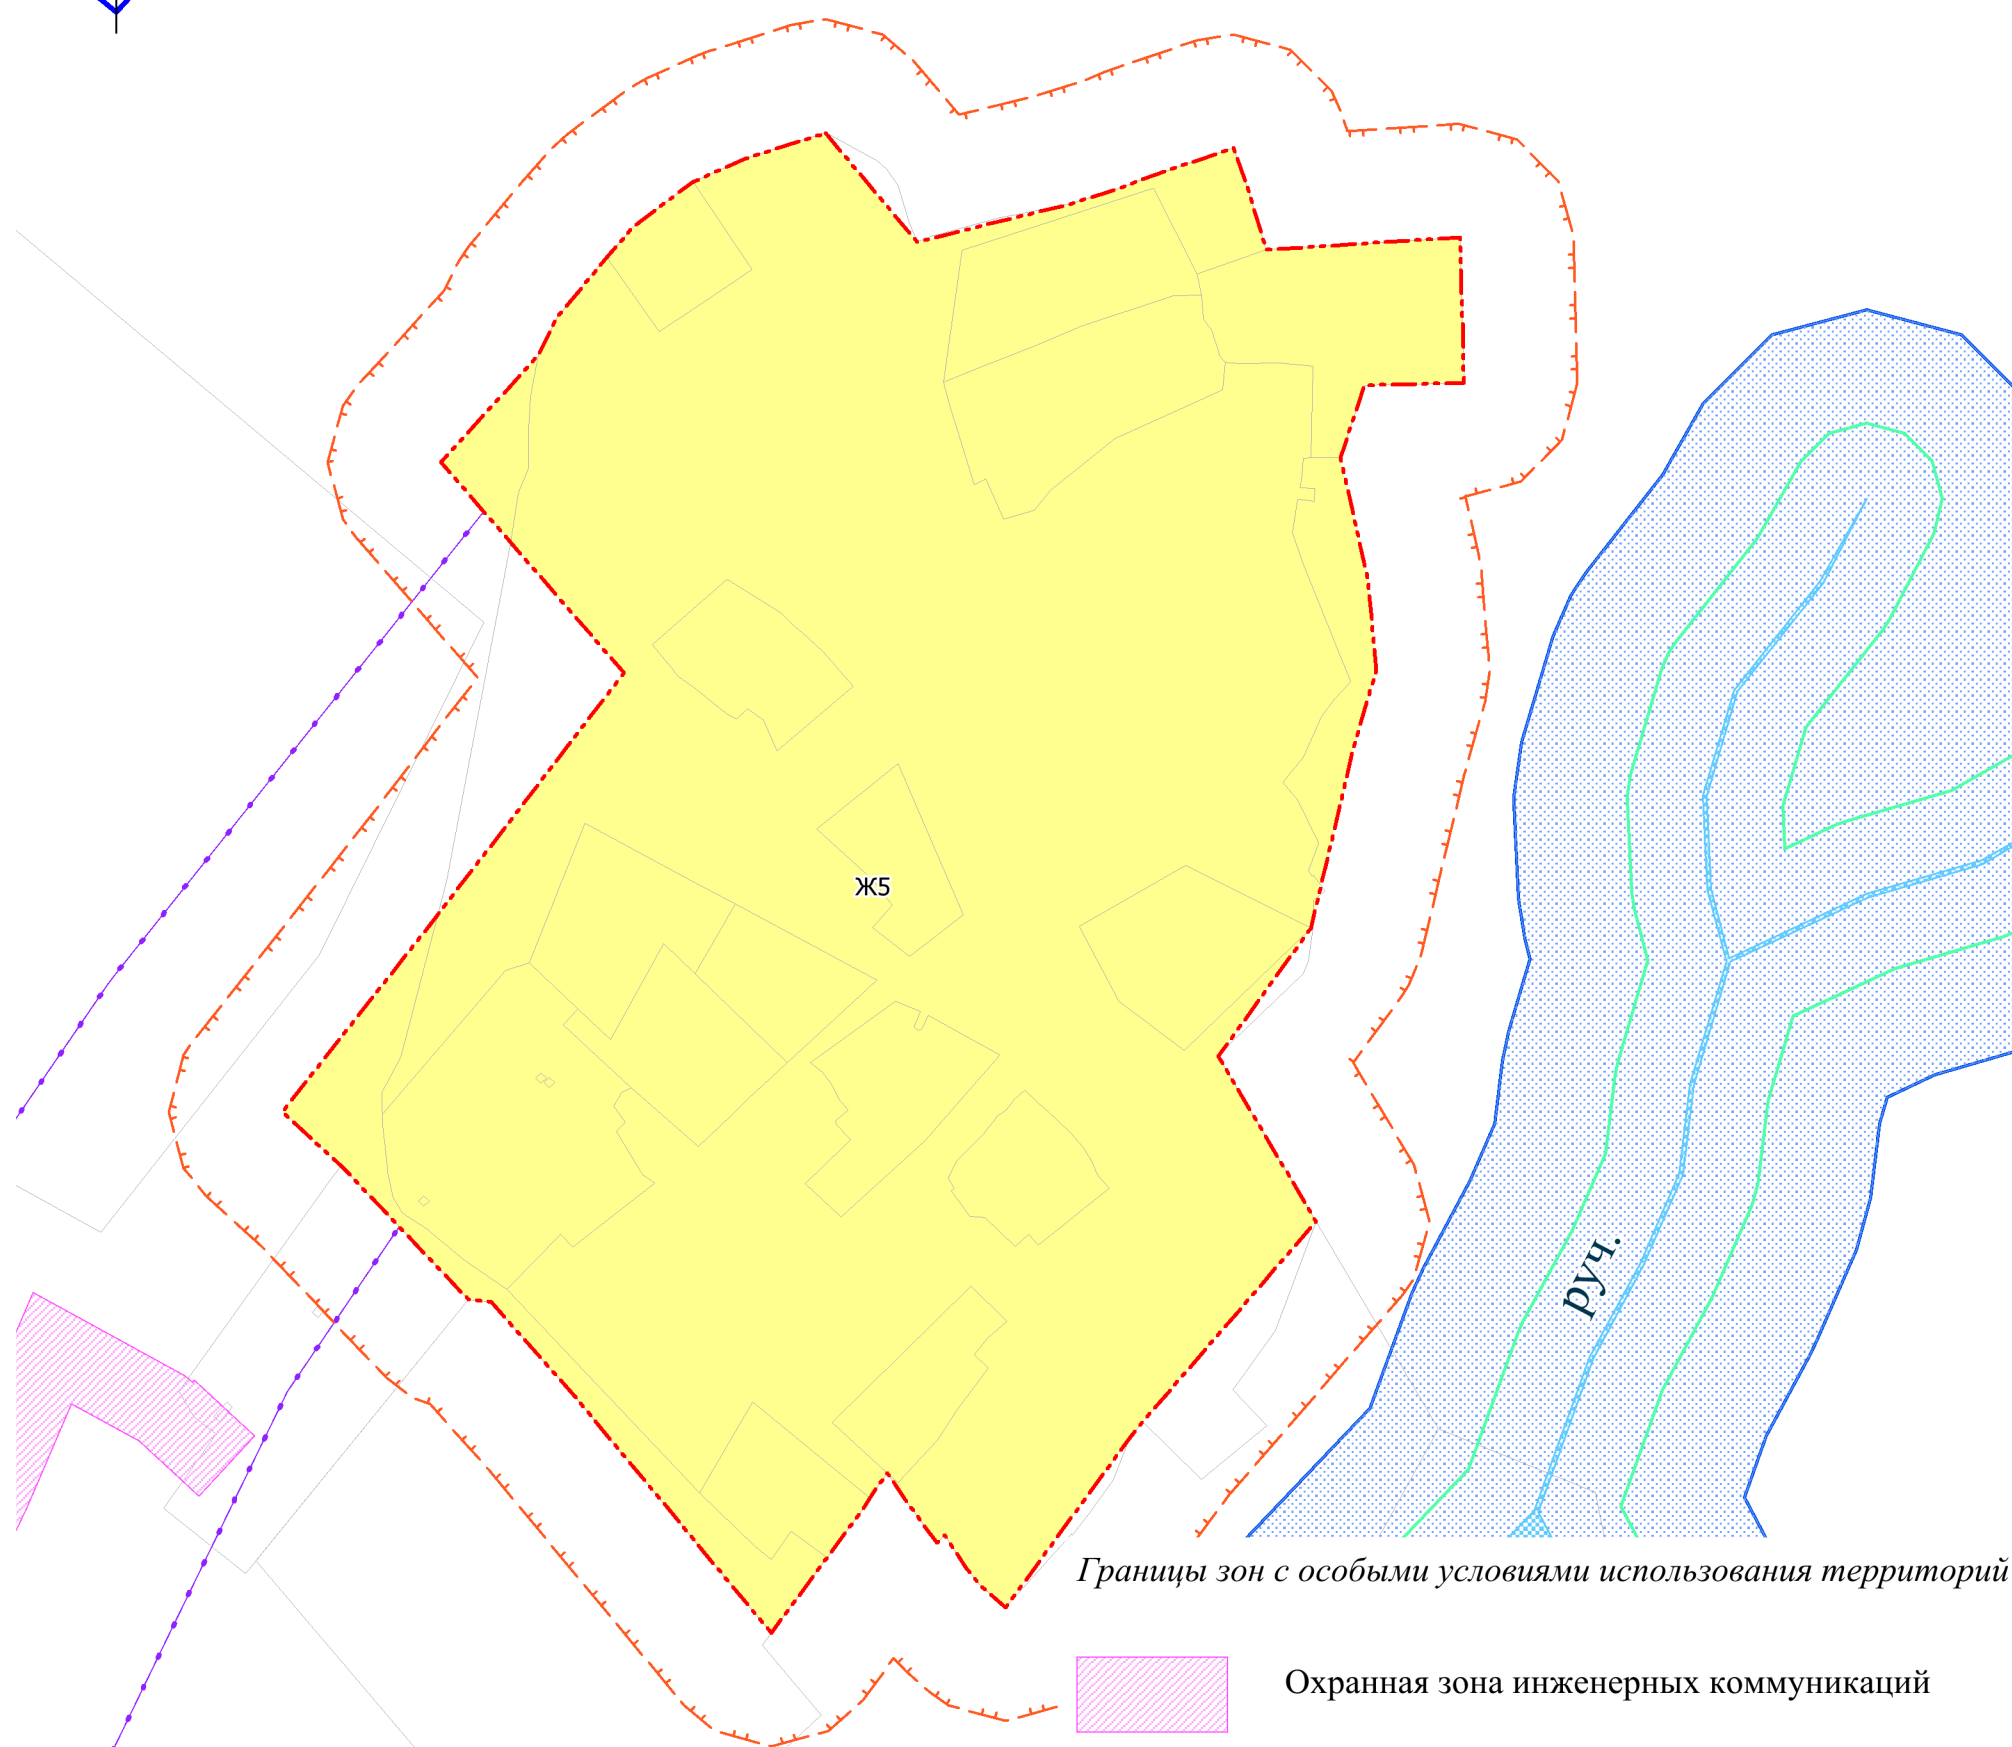 Ж5
руч.
Границы зон с особыми условиями использования территорий
Охранная зона инженерных коммуникаций